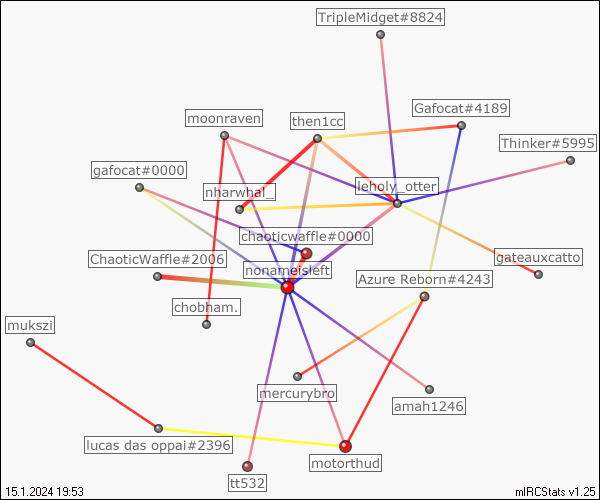 TripleMidget#8824
Gafocat#4189
moonraven
then1cc
Thinker#5995
gafocat#0000
leholy_otter
nharwhal_
chaoticwaffle#0000
ChaoticWaffle#2006
nonameisleft
gateauxcatto
Azure Reborn#4243
chobham.
mukszi
mercurybro
amah1246
lucas das oppai#2396
motorthud
tt532
15.1.2024 19:53
mIRCStats v1.25